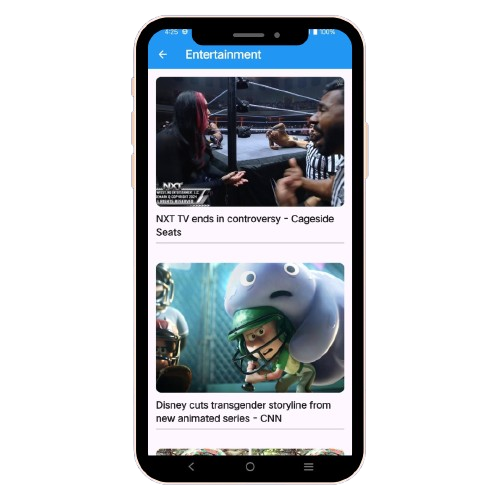 4:25
100%
Entertainment
NXT
NXT TV ends in controversy - Cageside
Seats
Disney cuts transgender storyline from
new animated series - CNN